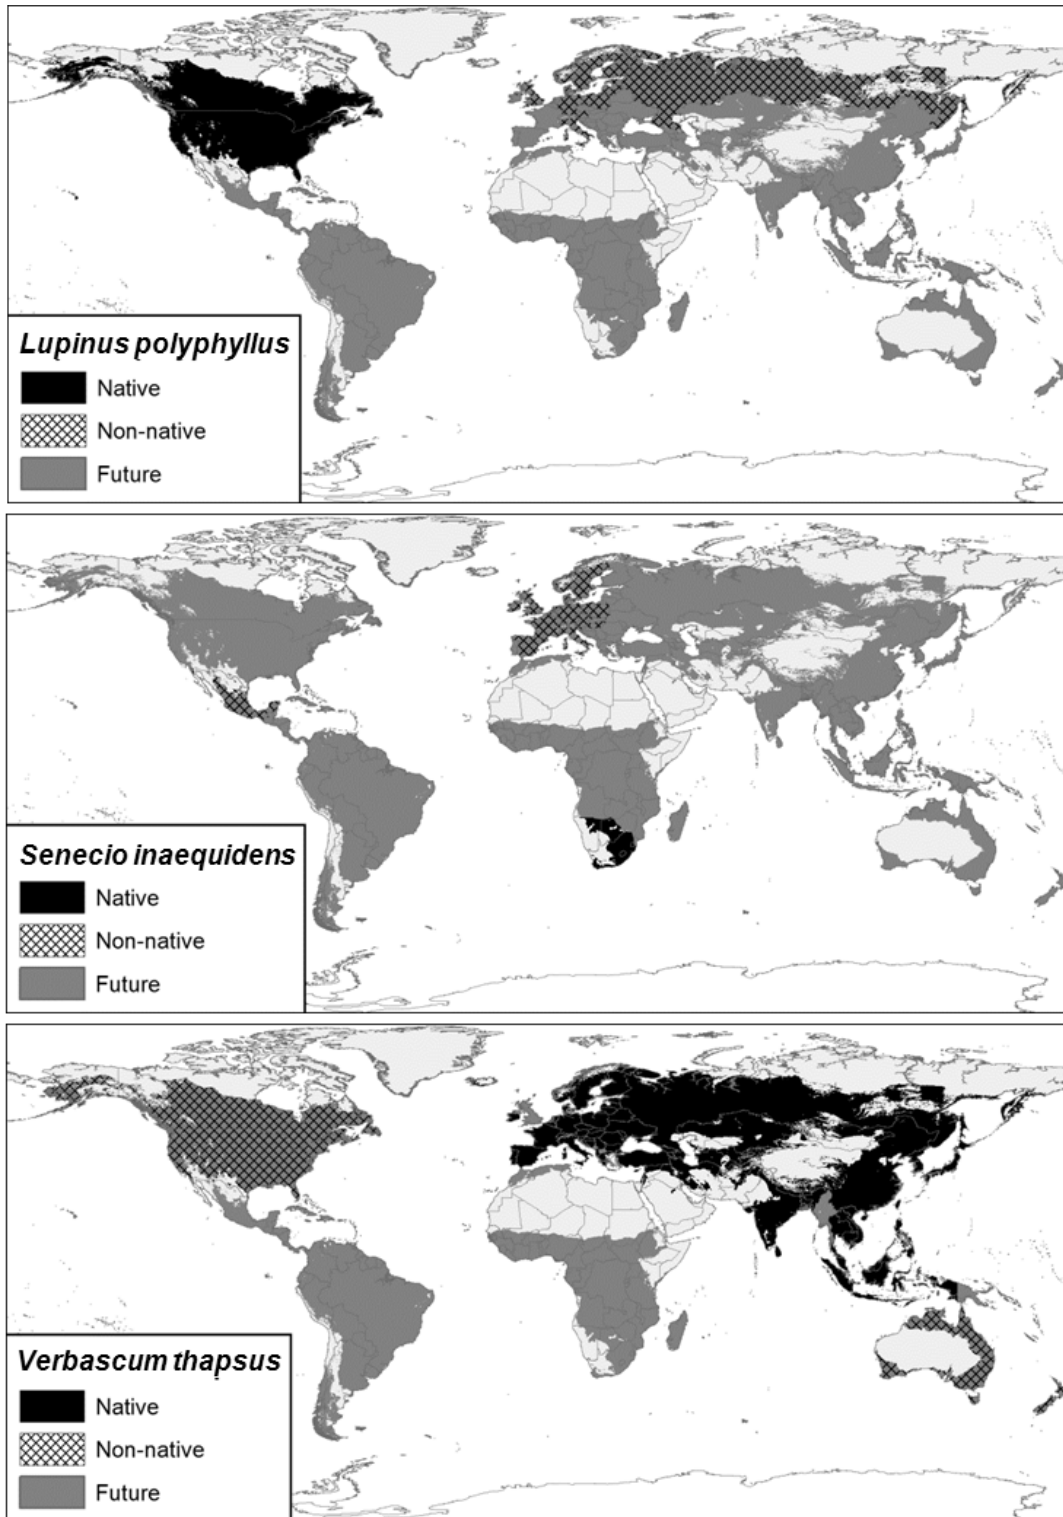 Lupinus polyphyllus
Native
Non-native
Future
Senecio inaequidens
Native
Non-native
Future
Verbascum thapsus
Native
Non-native
Future